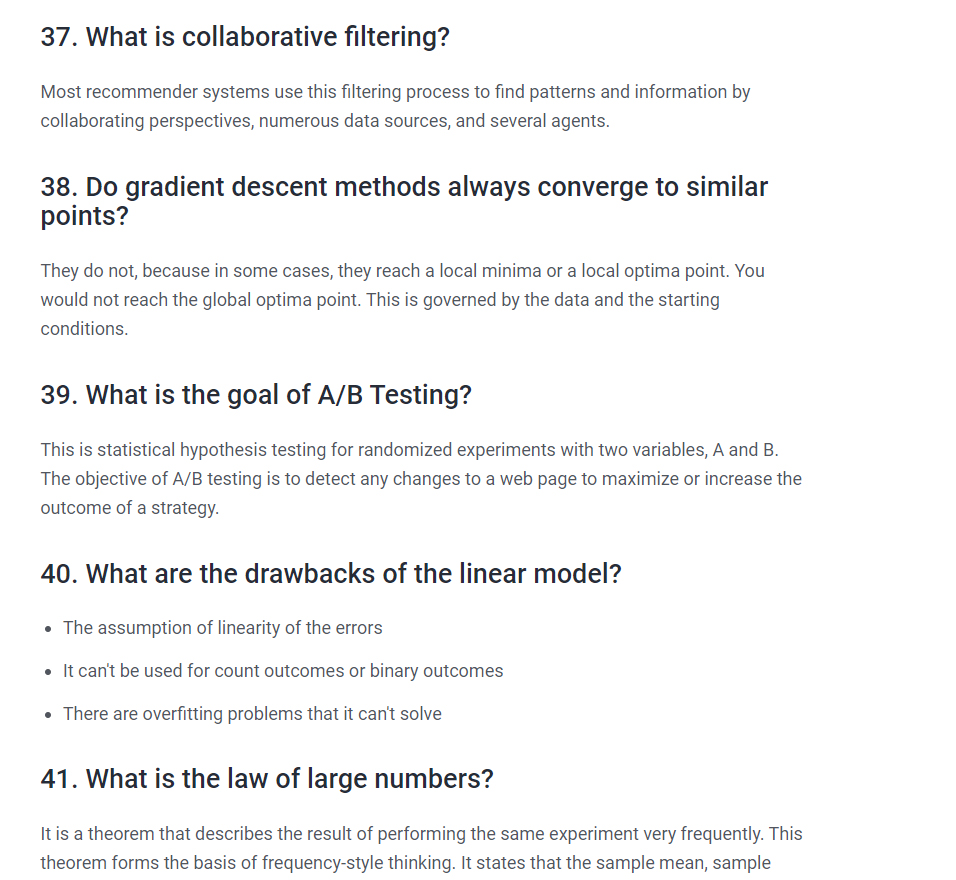 37. What is collaborative filtering?
Most recommender systems use this filtering process to find patterns and information by
collaborating perspectives, numerous data sources, and several agents.
38. Do gradient descent methods always converge to similar
points?
They do not, because in some cases, they reach a local minima or a local optima point. You
would not reach the global optima point. This is governed by the data and the starting
conditions.
39. What is the goal of A/B Testing?
This is statistical hypothesis testing for randomized experiments with two variables, A and B.
The objective of A/B testing is to detect any changes to a web page to maximize or increase the
outcome of a strategy.
40. What are the drawbacks of the linear model?
• The assumption of linearity of the errors
• It can't be used for count outcomes or binary outcomes
• There are overfitting problems that it can't solve
41. What is the law of large numbers?
It is a theorem that describes the result of performing the same experiment very frequently. This
theorem forms the basis of frequency-style thinking. It states that the sample mean, sample